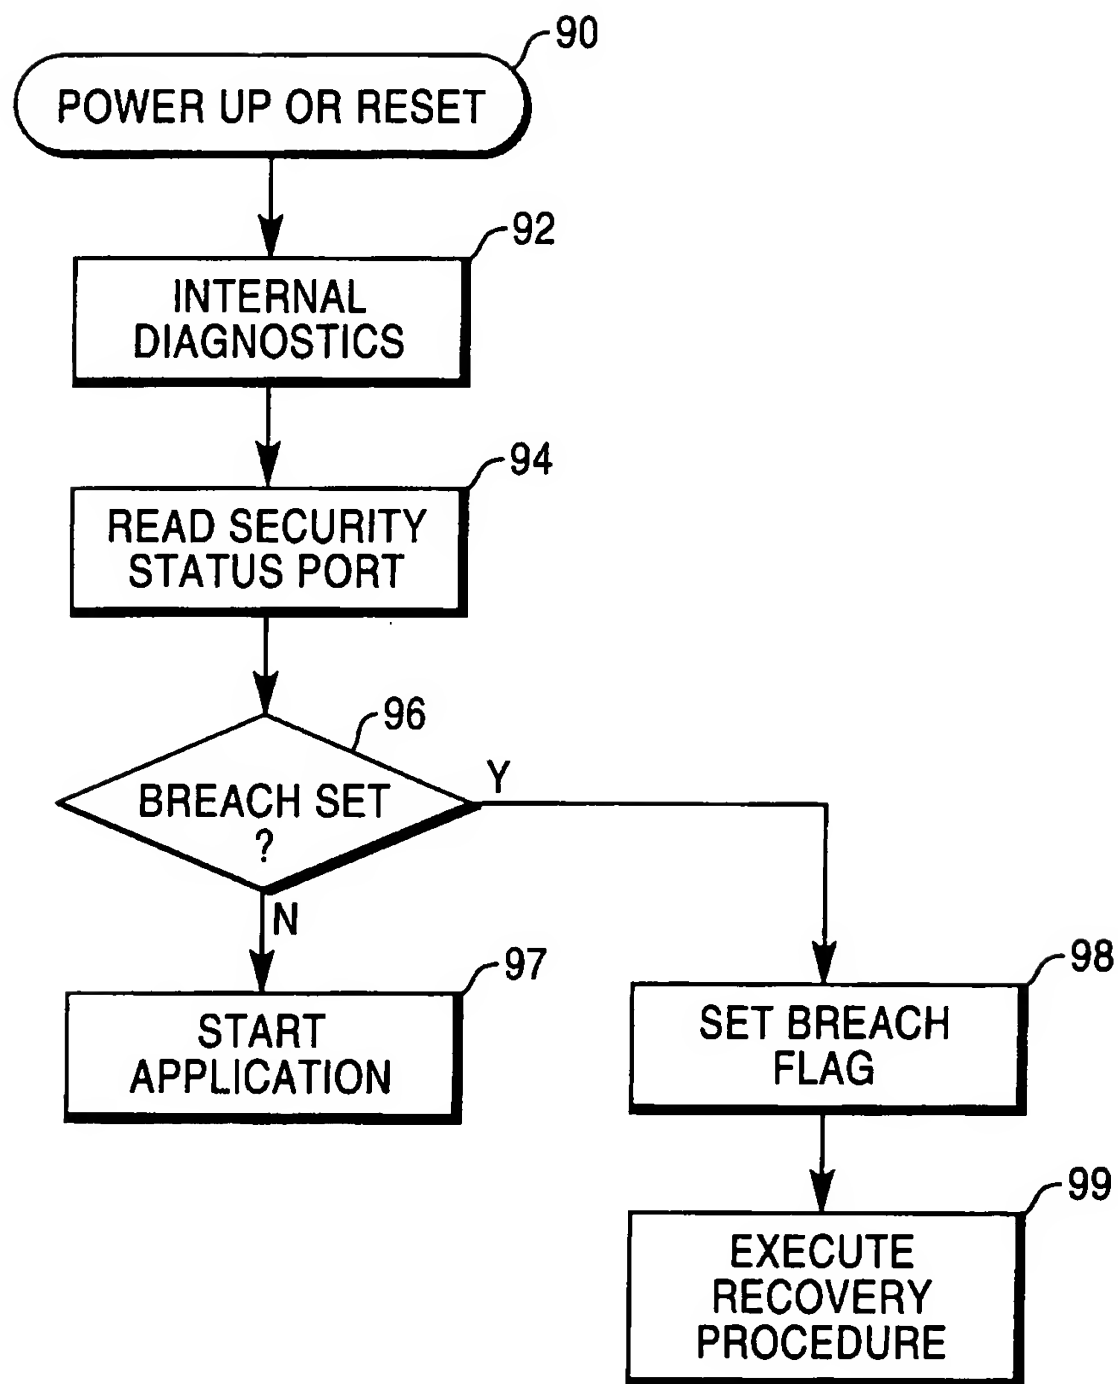 90
POWER UP OR RESET
92
INTERNAL
DIAGNOSTICS
94
READ SECURITY
STATUS PORT
96
BREACH SET
?
Y
N
97
START
APPLICATION
98
SET BREACH
FLAG
99
EXECUTE
RECOVERY
PROCEDURE